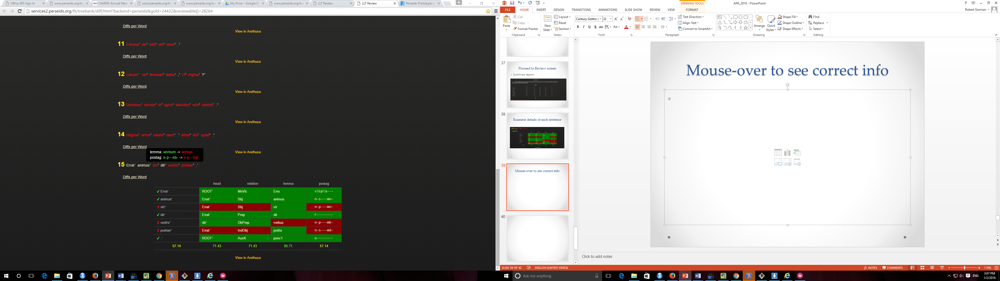 Office 365 Sign In
www.perseids.org/too
CAMWS Annual Meet
sosol.perseids.org/too
www.perseids.org/too
My Drive - Google Dr
www.perseids.org/too
LLT Review
LLT Review
Perseivds Prototype: us
services2.perseids.org/llt/treebank/diff/html?backend=perseids&gold=24432&reviewable[]=28264
Diffs per Word
View in Arethusa
11 Fēmina¹ dē² vītā³ virī⁴ timet⁵ .⁶
Diffs per Word
View in Arethusa
12 Librum¹ -ne² fēminae³ dabis⁴ ,⁵ O⁶ rēgīna⁷ ?⁸
Diffs per Word
View in Arethusa
13 Dominus¹ servōs² in³ agrīs⁴ labōrāre⁵ nōn⁶ iubēbit⁷ .⁸
Diffs per Word
View in Arethusa
14 Rēgīna¹ arma² nautīs³ dare⁴ ,⁵ dōna⁶ dīs⁷ optat⁸ .⁹
Diffs per Word
View in Arethusa
lemma: verbum -> verbus
postag: n-p---nb- -> n-p---mb-
15 Errat¹ animus² virī³ dē⁴ verbīs⁵ poētae⁶ .⁷
Diffs per Word
head relation lemma postag
✓ Errat¹ ROOT⁰ MnVb Erro v3spia---
✓ animus² Errat¹ Sbj animus n-s---mn-
✗ virī³ Errat¹ Sbj vir n-p---mn-
✓ dē⁴ Errat¹ Prep dē r--------
✗ verbīs⁵ dē⁴ ObPrep verbus n-p---mb-
✗ poētae⁶ Errat¹ IndObj poēta n-s---md-
✓ .⁷ ROOT⁰ AuxK punc1 u--------
57.14 71.43 71.43 85.71 57.14
View in Arethusa
APA_2016 - PowerPoint
DRAWING TOOLS
FILE HOME INSERT DESIGN TRANSITIONS ANIMATIONS SLIDE SHOW REVIEW VIEW FORMAT
Robert Gorman
Paste
Cut
Copy
Format Painter
Clipboard
New
Slide
Layout
Reset
Section
Slides
Century Gothic (
32
B I U S abc AV Aa A
Font
Text Direction
Align Text
Convert to SmartArt
Paragraph
Arrange
Quick
Styles
Shape Fill
Shape Outline
Shape Effects
Drawing
Find
Replace
Select
Editing
37
Proceed to Review screen
• Summary report:
38
Examine details of each sentence
39
Mouse-over to see correct info
40
Mouse-over to see correct info
Click to add notes
SLIDE 39 OF 42
ENGLISH (UNITED STATES)
NOTES
COMMENTS
110%
Ask me anything
ENG
3:07 PM
1/2/2016